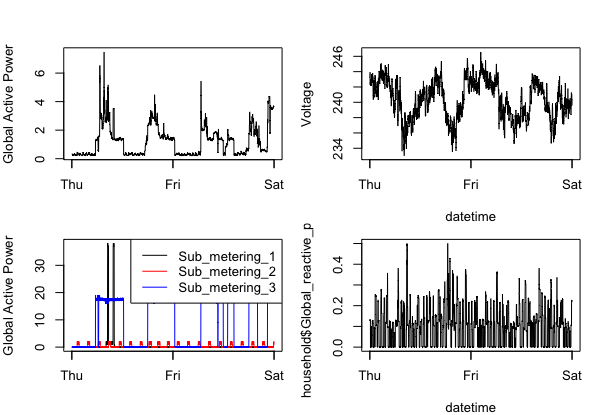 Global Active Power
0 2 4 6
Thu Fri Sat
Voltage
234 240 246
Thu Fri Sat
datetime
Global Active Power
0 10 20 30
Sub_metering_1
Sub_metering_2
Sub_metering_3
Thu Fri Sat
household$Global_reactive_p
0.0 0.2 0.4
Thu Fri Sat
datetime